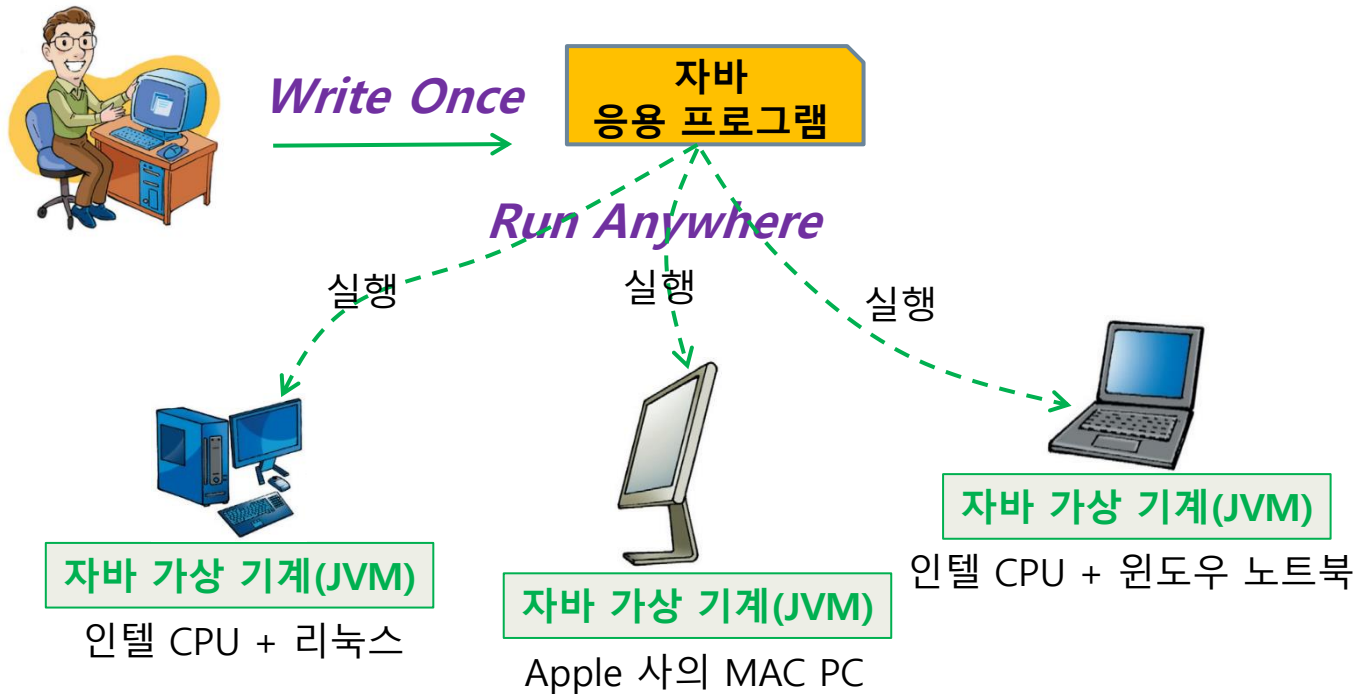 Write Once
자바
응용 프로그램
Run Anywhere
실행
실행
실행
자바 가상 기계(JVM)
인텔 CPU + 리눅스
자바 가상 기계(JVM)
Apple 사의 MAC PC
자바 가상 기계(JVM)
인텔 CPU + 윈도우 노트북